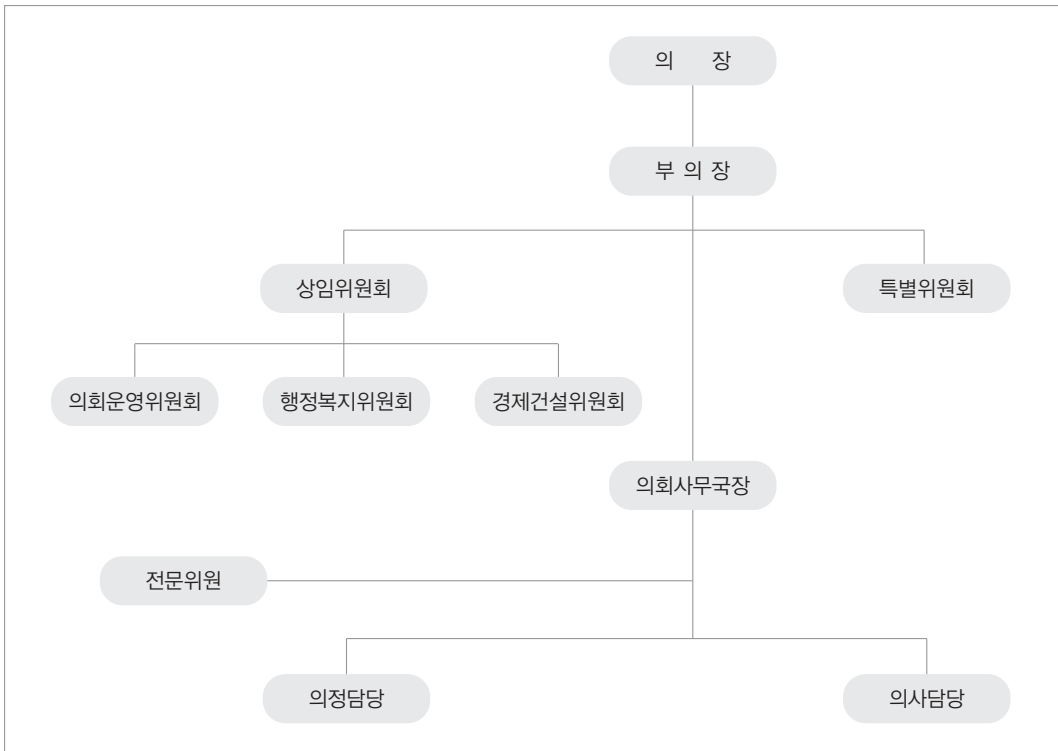 의 장
부 의 장
상임위원회
특별위원회
의회운영위원회
행정복지위원회
경제건설위원회
의회사무국장
전문위원
의정담당
의사담당